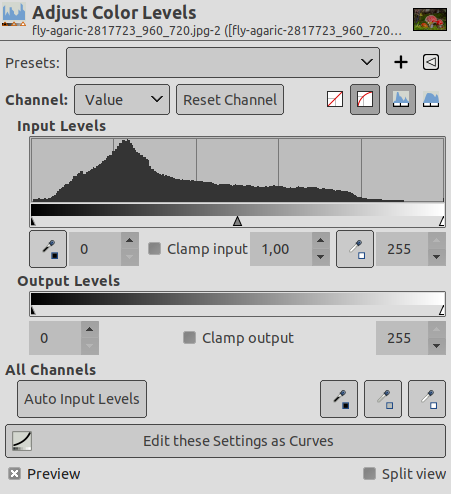 Adjust Color Levels
fly-agaric-2817723_960_720.jpg-2 ([fly-agaric-2817723_960_720…
Presets:
Channel: Value Reset Channel
Input Levels
0 Clamp input 1,00 255
Output Levels
0 Clamp output 255
All Channels
Auto Input Levels
Edit these Settings as Curves
Preview Split view